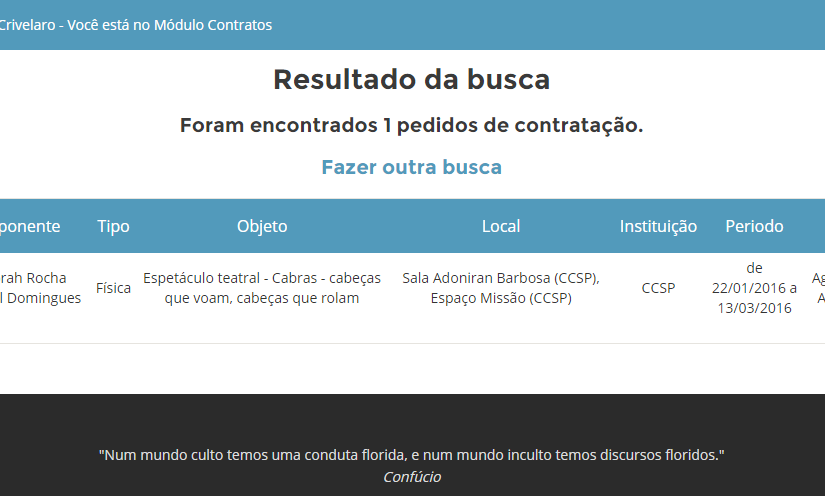 Crivelaro - Você está no Módulo Contratos
Resultado da busca
Foram encontrados 1 pedidos de contratação.
Fazer outra busca
ponente Tipo Objeto Local Instituição Periodo
rah Rocha
l Domingues
Física
Espetáculo teatral - Cabras - cabeças
que voam, cabeças que rolam
Sala Adoniran Barbosa (CCSP),
Espaço Missão (CCSP)
CCSP
de
22/01/2016 a
13/03/2016
Ag
A
"Num mundo culto temos uma conduta florida, e num mundo inculto temos discursos floridos."
Confúcio